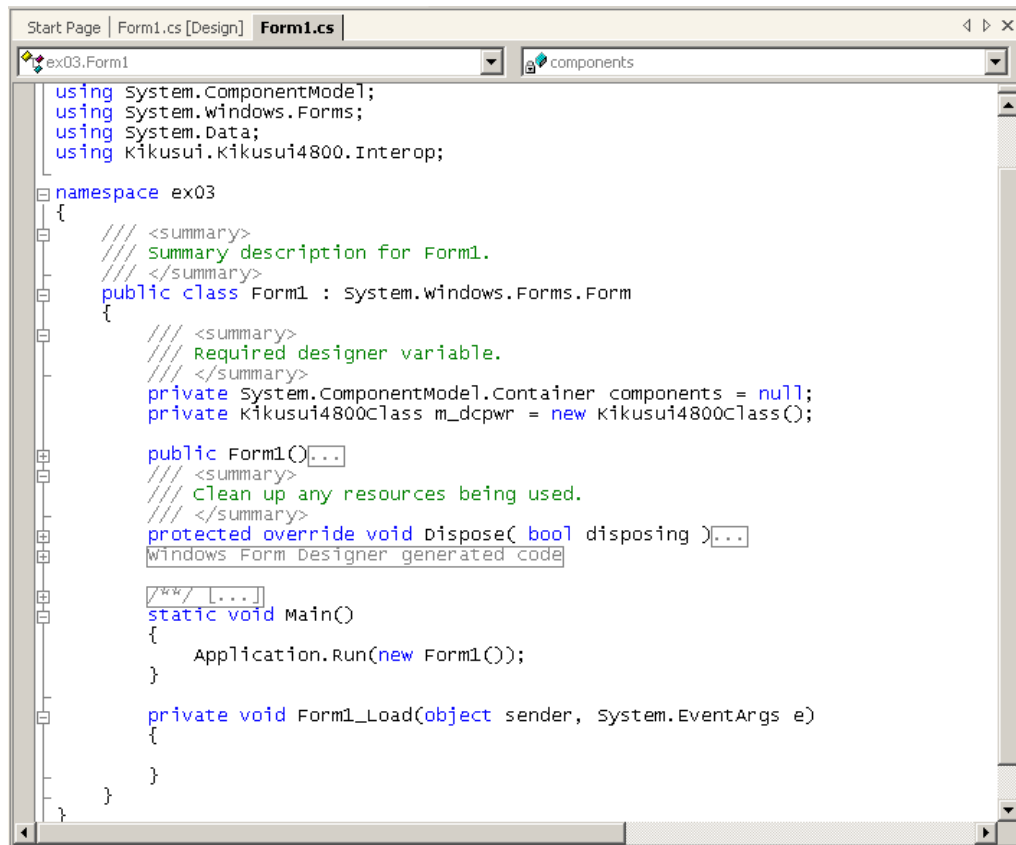 Start Page | Form1.cs [Design] Form1.cs
ex03.Form1 components
using System.ComponentModel;
using System.Windows.Forms;
using System.Data;
using Kikusui.Kikusui4800.Interop;
namespace ex03
{
/// <summary>
/// Summary description for Form1.
/// </summary>
public class Form1 : System.Windows.Forms.Form
{
/// <summary>
/// Required designer variable.
/// </summary>
private System.ComponentModel.Container components = null;
private Kikusui4800Class m_dcpwr = new Kikusui4800Class();
public Form1()...
/// <summary>
/// Clean up any resources being used.
/// </summary>
protected override void Dispose( bool disposing )...
Windows Form Designer generated code
/**/ [...]
static void Main()
{
Application.Run(new Form1());
}
private void Form1_Load(object sender, System.EventArgs e)
{
}
}
}